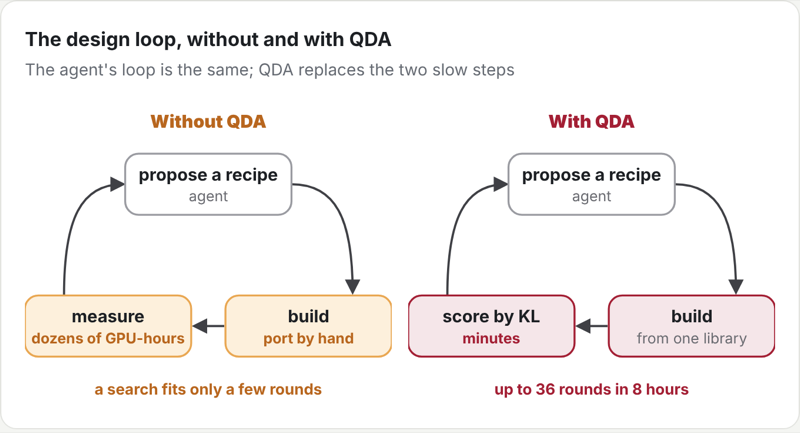 The design loop, without and with QDA
The agent's loop is the same; QDA replaces the two slow steps
Without QDA
propose a recipe
agent
measure
dozens of GPU-hours
build
port by hand
a search fits only a few rounds
With QDA
propose a recipe
agent
score by KL
minutes
build
from one library
up to 36 rounds in 8 hours